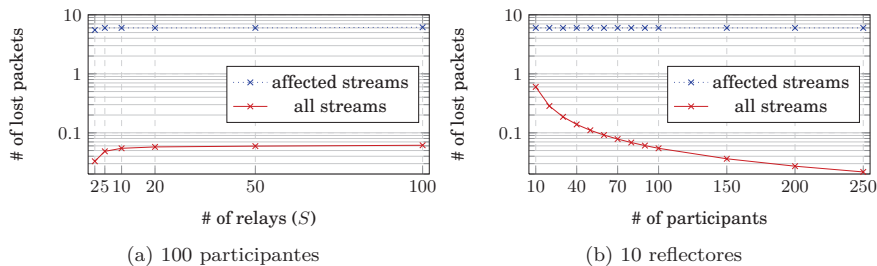 # of lost packets
10
1
0.1
affected streams
all streams
2 5 10 20 50 100
# of relays (S)
(a) 100 participantes
# of lost packets
10
1
0.1
affected streams
all streams
10 40 70 100 150 200 250
# of participants
(b) 10 reflectores